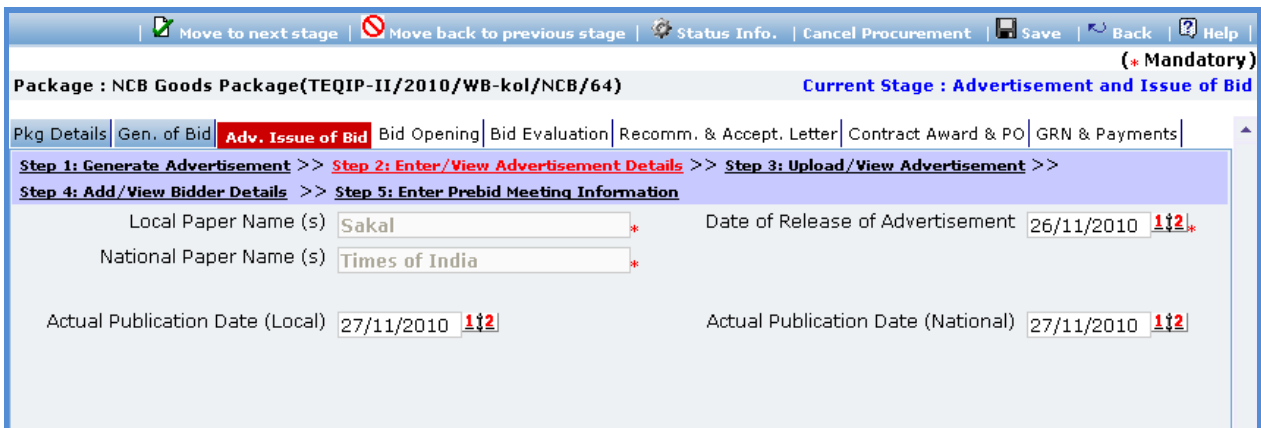 | Move to next stage | Move back to previous stage | Status Info. | Cancel Procurement | Save | Back | Help |
(* Mandatory)
Package : NCB Goods Package(TEQIP-II/2010/WB-kol/NCB/64) Current Stage : Advertisement and Issue of Bid
Pkg Details Gen. of Bid Adv. Issue of Bid Bid Opening Bid Evaluation Recomm. & Accept. Letter Contract Award & PO GRN & Payments
Step 1: Generate Advertisement >> Step 2: Enter/View Advertisement Details >> Step 3: Upload/View Advertisement >>
Step 4: Add/View Bidder Details >> Step 5: Enter Prebid Meeting Information
Local Paper Name (s) Sakal * Date of Release of Advertisement 26/11/2010 12 *
National Paper Name (s) Times of India *
Actual Publication Date (Local) 27/11/2010 12 Actual Publication Date (National) 27/11/2010 12